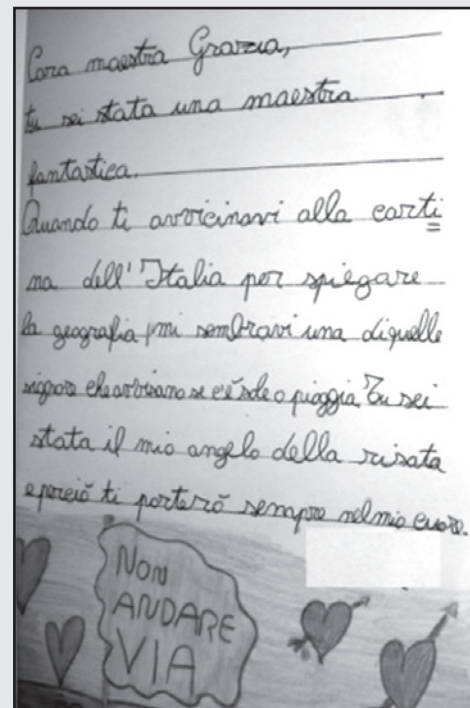 Cara maestra Grazia,
tu sei stata una maestra
fantastica.
Quando ti avvicinavi alla carti
na dell'Italia per spiegare
la geografia, mi sembravi una di quelle
signore che avvisano se c'è sole o pioggia. Tu sei
stata il mio angelo della risata
e perciò ti porterò sempre nel mio cuore.
NON
ANDARE
VIA